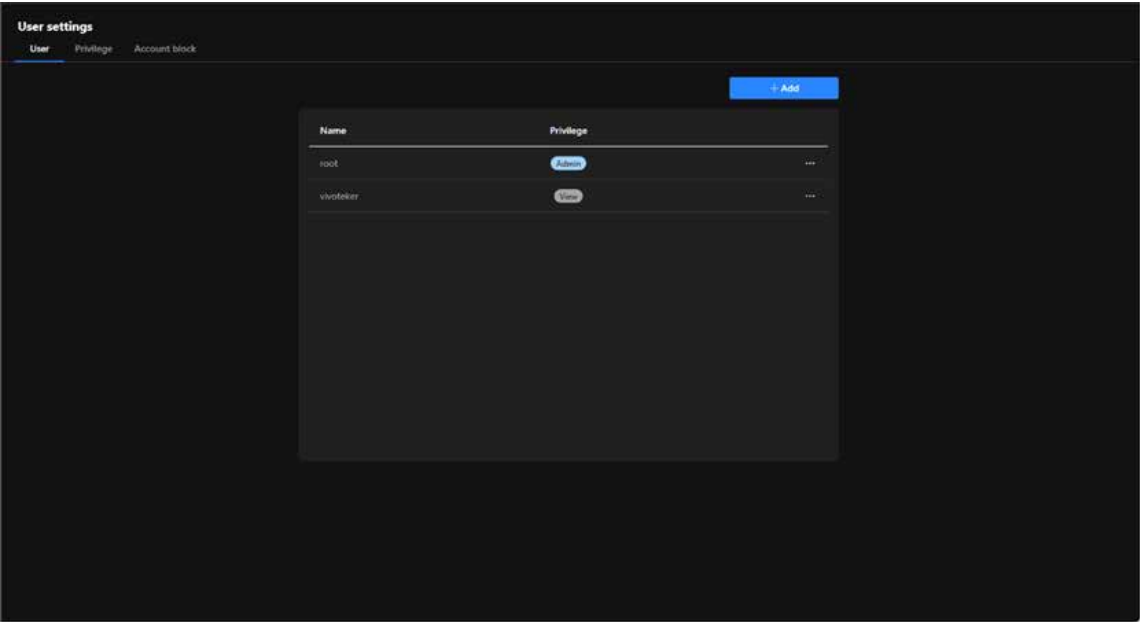 User settings
User Privilege Account block
+ Add
Name Privilege
root Admin ...
vivoteker View ...